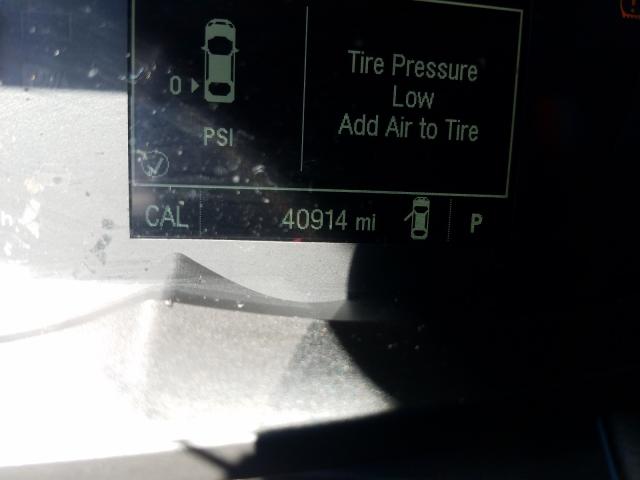 0
PSI
Tire Pressure
Low
Add Air to Tire
CAL 40914 mi P